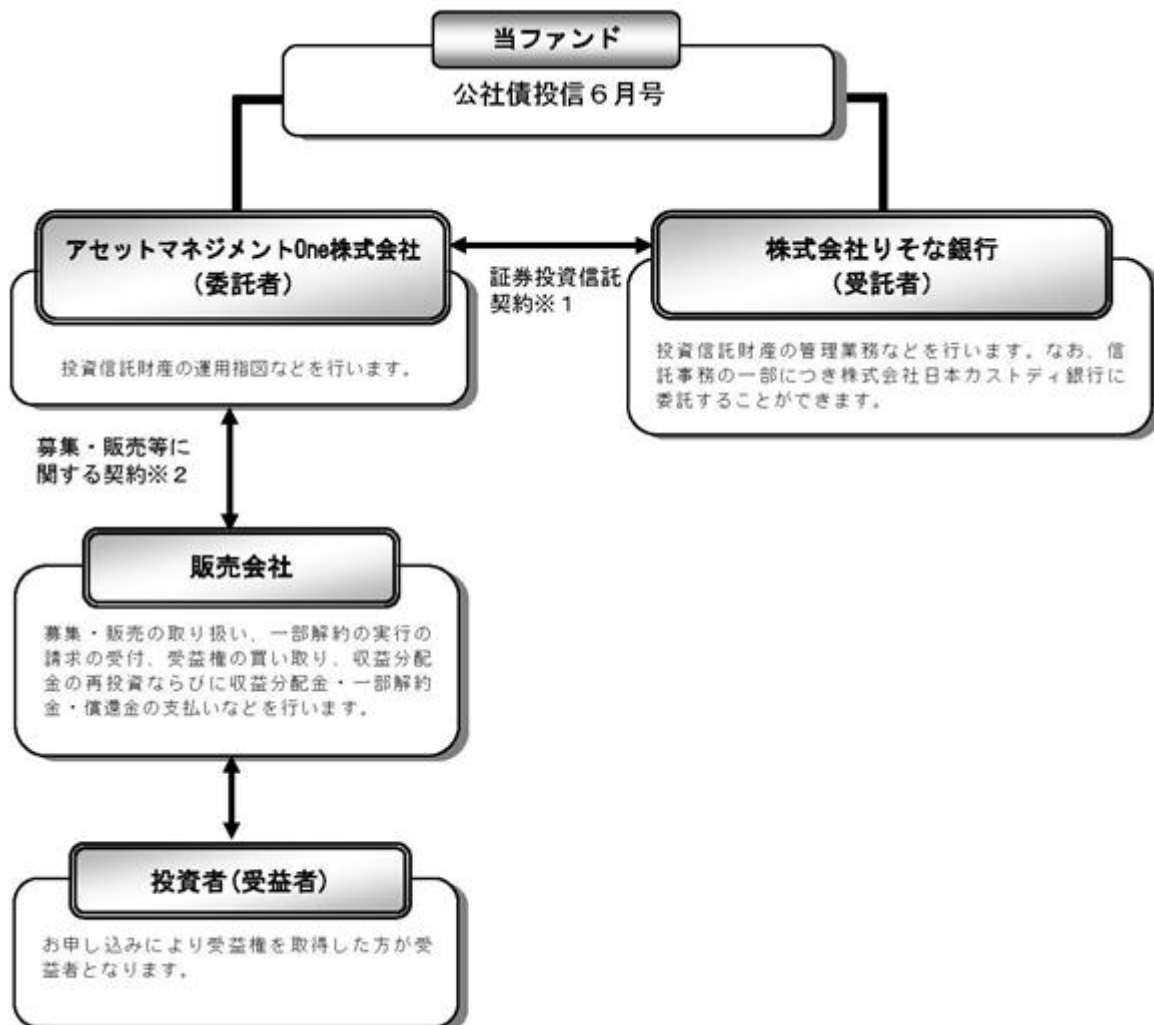 当ファンド
公社債投信６月号
アセットマネジメントOne株式会社
（委託者）
投資信託財産の運用指図などを行います。
証券投資信託
契約※１
株式会社りそな銀行
（受託者）
投資信託財産の管理業務などを行います。なお、信
託事務の一部につき株式会社日本カストディ銀行に
委託することができます。
募集・販売等に
関する契約※２
販売会社
募集・販売の取り扱い、一部解約の実行の
請求の受付、受益権の買い取り、収益分配
金の再投資ならびに収益分配金・一部解約
金・償還金の支払いなどを行います。
投資者(受益者)
お申し込みにより受益権を取得した方が受
益者となります。